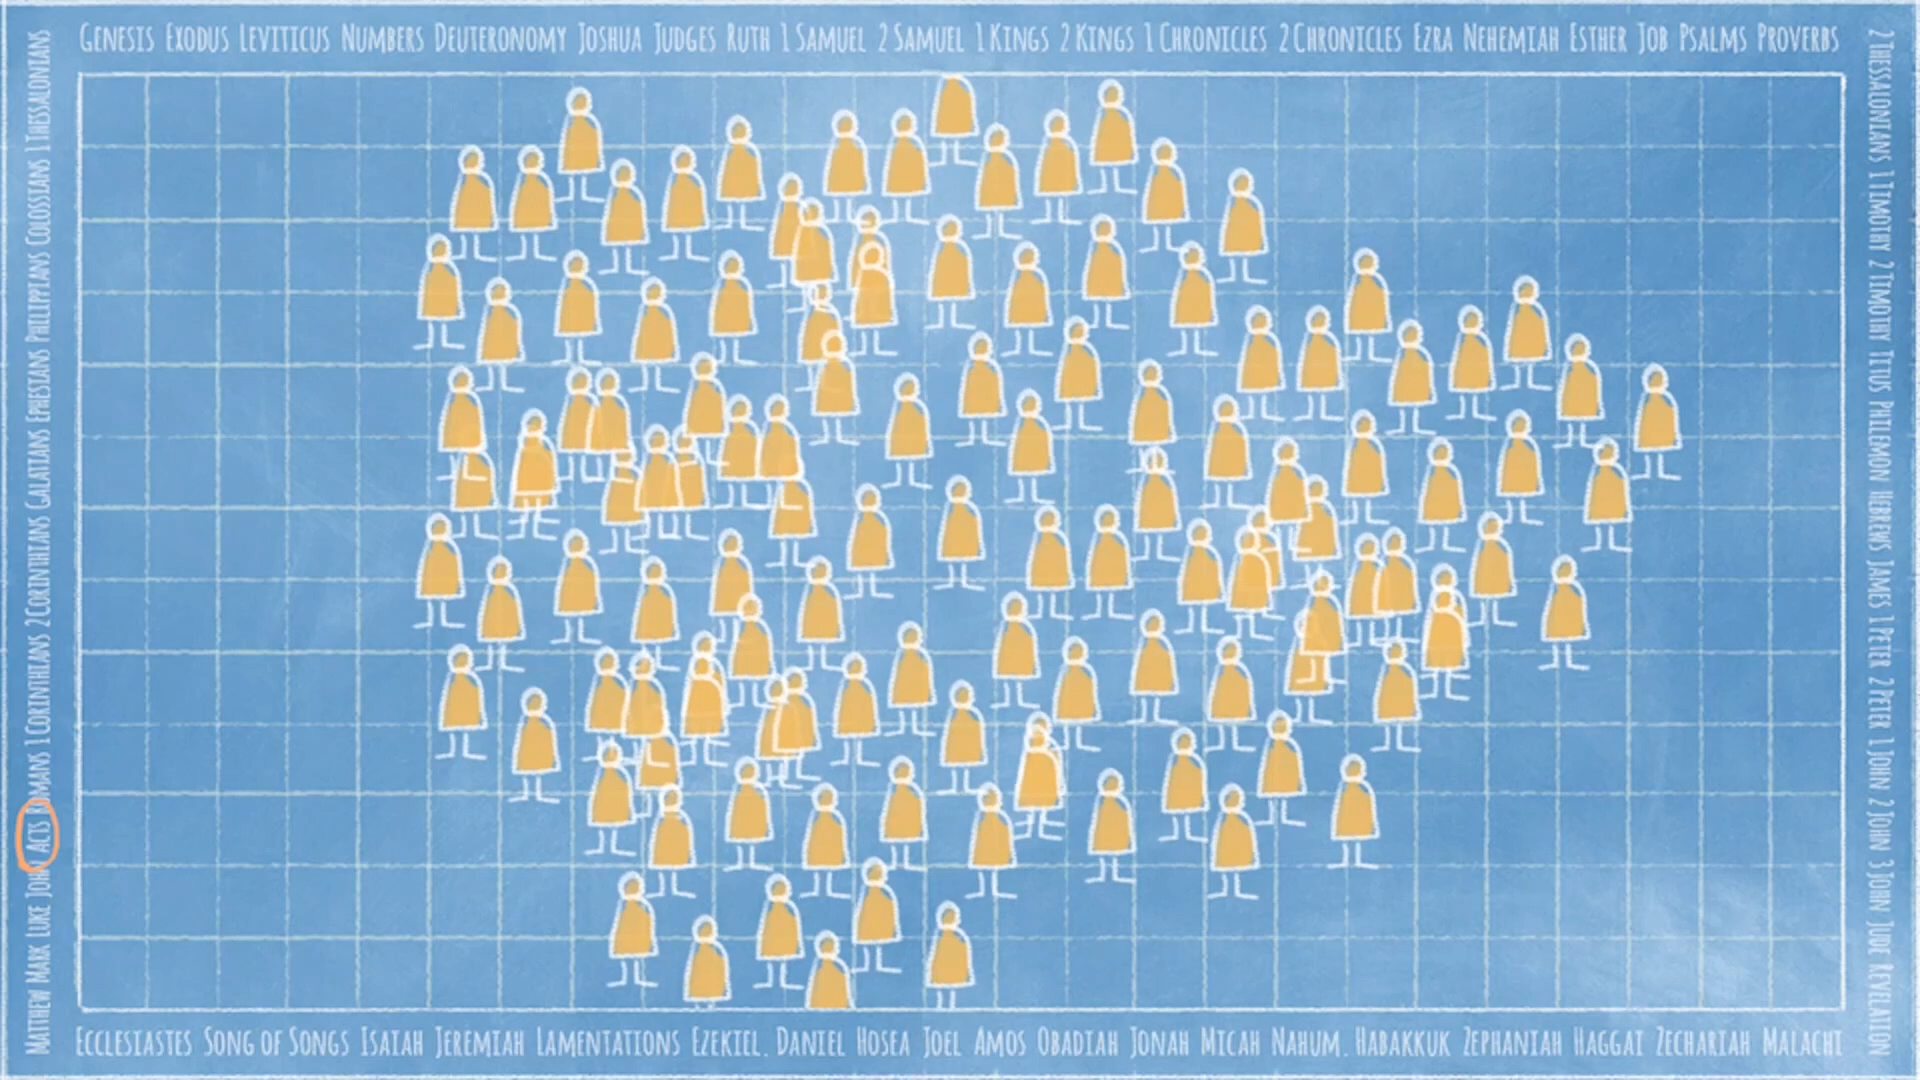 Genesis Exodus Leviticus Numbers Deuteronomy Joshua Judges Ruth 1 Samuel 2 Samuel 1 Kings 2 Kings 1 Chronicles 2 Chronicles Ezra Nehemiah Esther Job Psalms Proverbs
Ecclesiastes Song of Songs Isaiah Jeremiah Lamentations Ezekiel. Daniel Hosea Joel Amos Obadiah Jonah Micah Nahum. Habakkuk Zephaniah Haggai Zechariah Malachi
Matthew Mark Luke John Acts Romans 1 Corinthians 2 Corinthians Galatians Ephesians Philippians Colossians 1 Thessalonians
2 Thessalonians 1 Timothy 2 Timothy Titus Philemon Hebrews James 1 Peter 2 Peter 1 John 2 John 3 John Jude Revelation